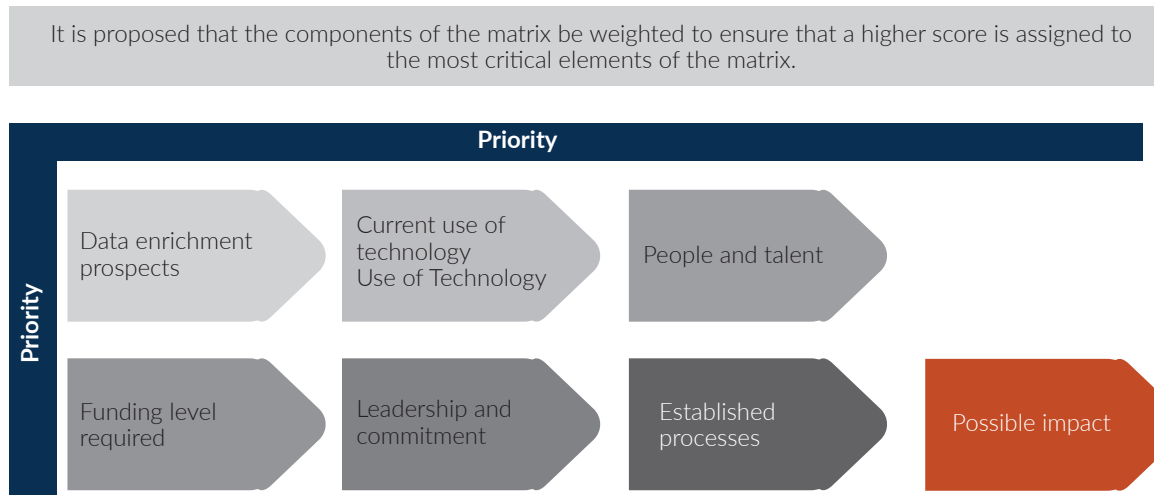 It is proposed that the components of the matrix be weighted to ensure that a higher score is assigned to
the most critical elements of the matrix.
Priority
Priority
Data enrichment
prospects
Current use of
technology
Use of Technology
People and talent
Funding level
required
Leadership and
commitment
Established
processes
Possible impact